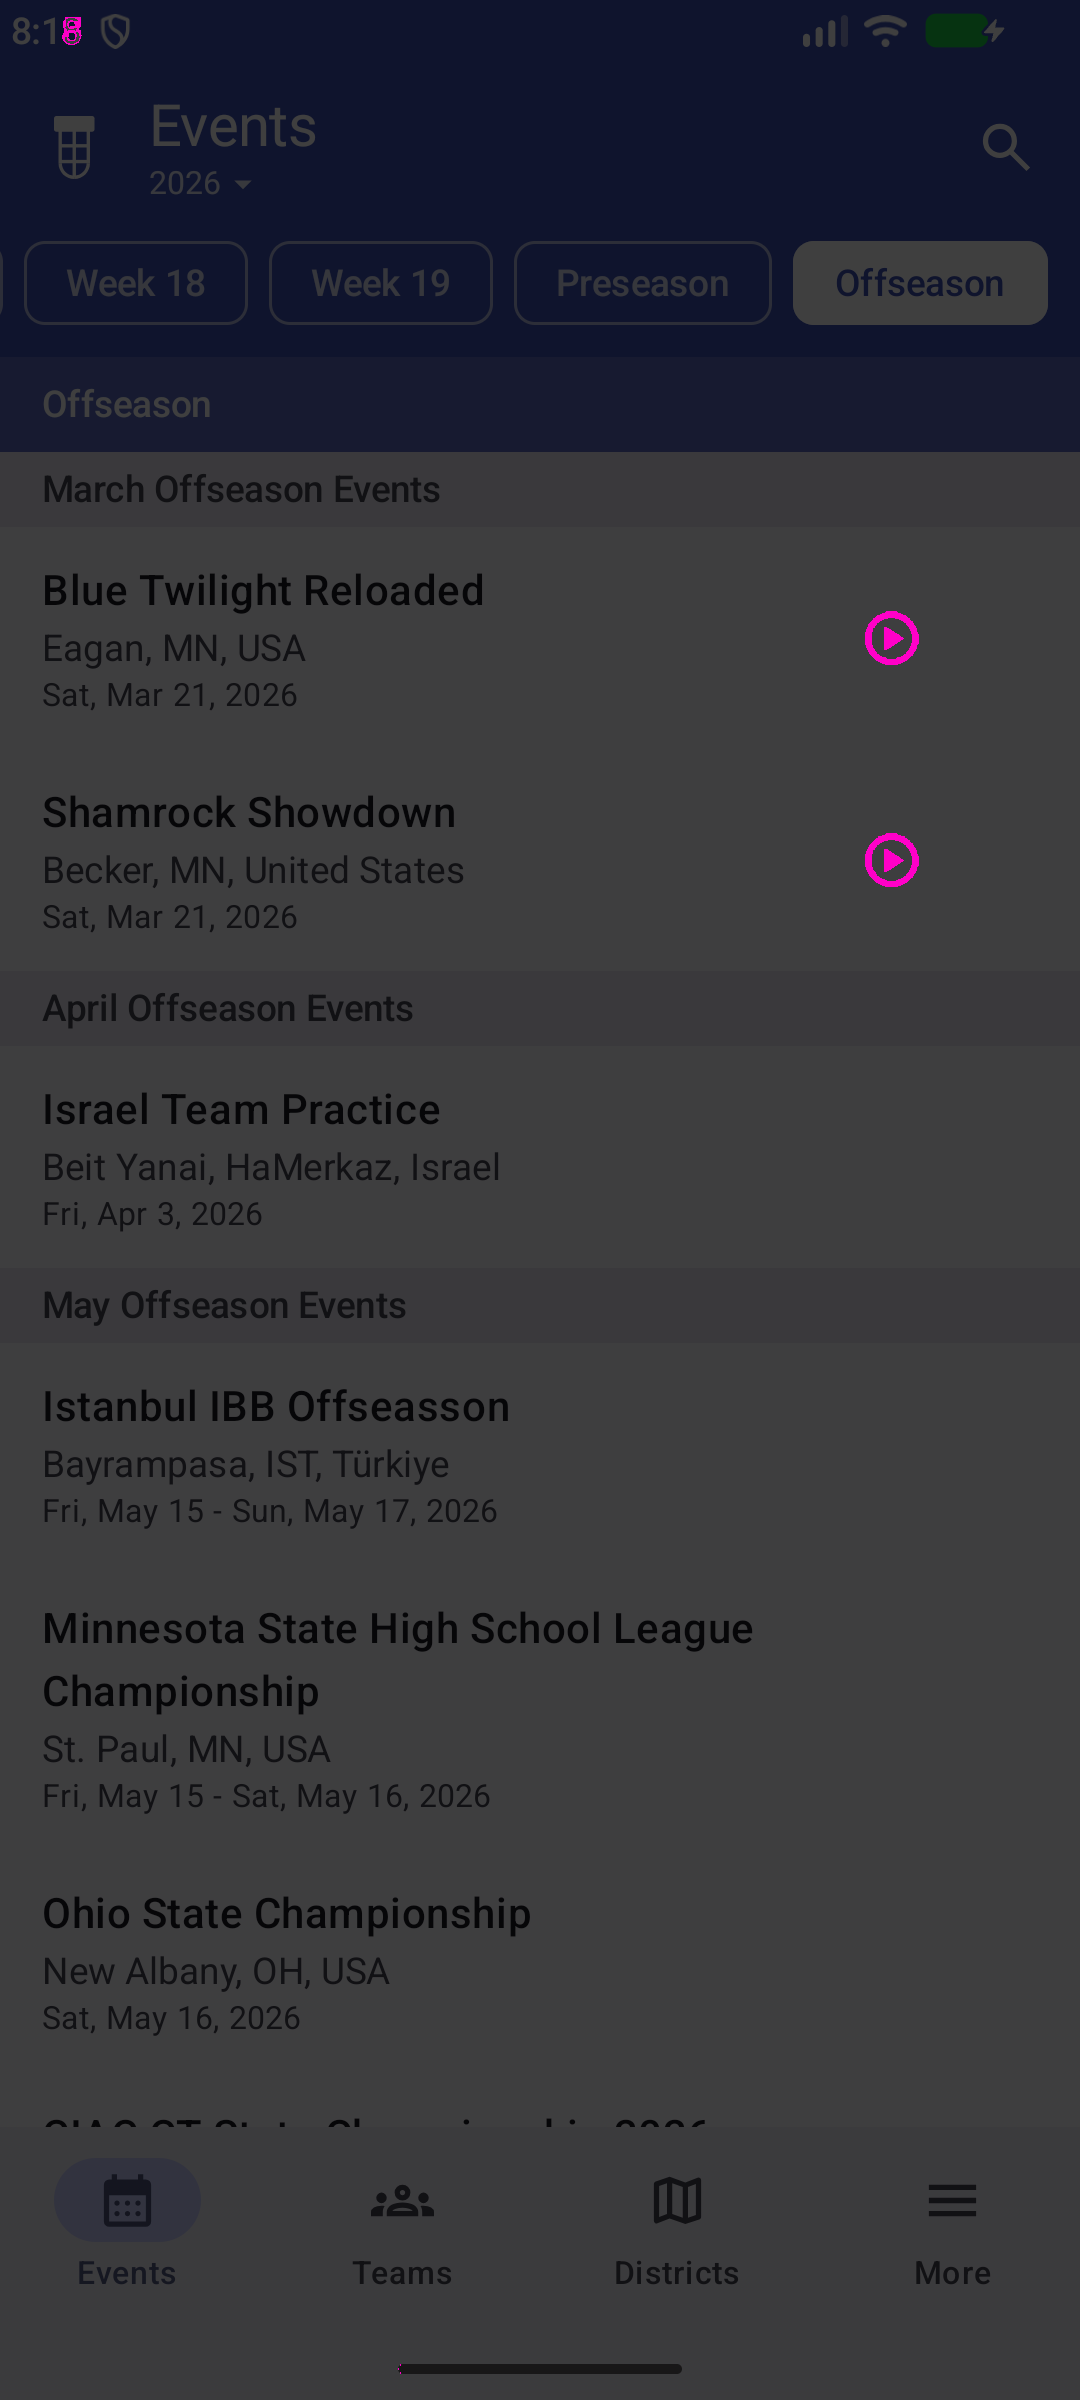 Events
2026
Week 18
Week 19
Preseason
Offseason
Offseason
March Offseason Events
Blue Twilight Reloaded
Eagan, MN, USA
Sat, Mar 21, 2026
Shamrock Showdown
Becker, MN, United States
Sat, Mar 21, 2026
April Offseason Events
Israel Team Practice
Beit Yanai, HaMerkaz, Israel
Fri, Apr 3, 2026
May Offseason Events
Istanbul IBB Offseasson
Bayrampasa, IST, Türkiye
Fri, May 15 - Sun, May 17, 2026
Minnesota State High School League
Championship
St. Paul, MN, USA
Fri, May 15 - Sat, May 16, 2026
Ohio State Championship
New Albany, OH, USA
Sat, May 16, 2026
Events
Teams
Districts
More